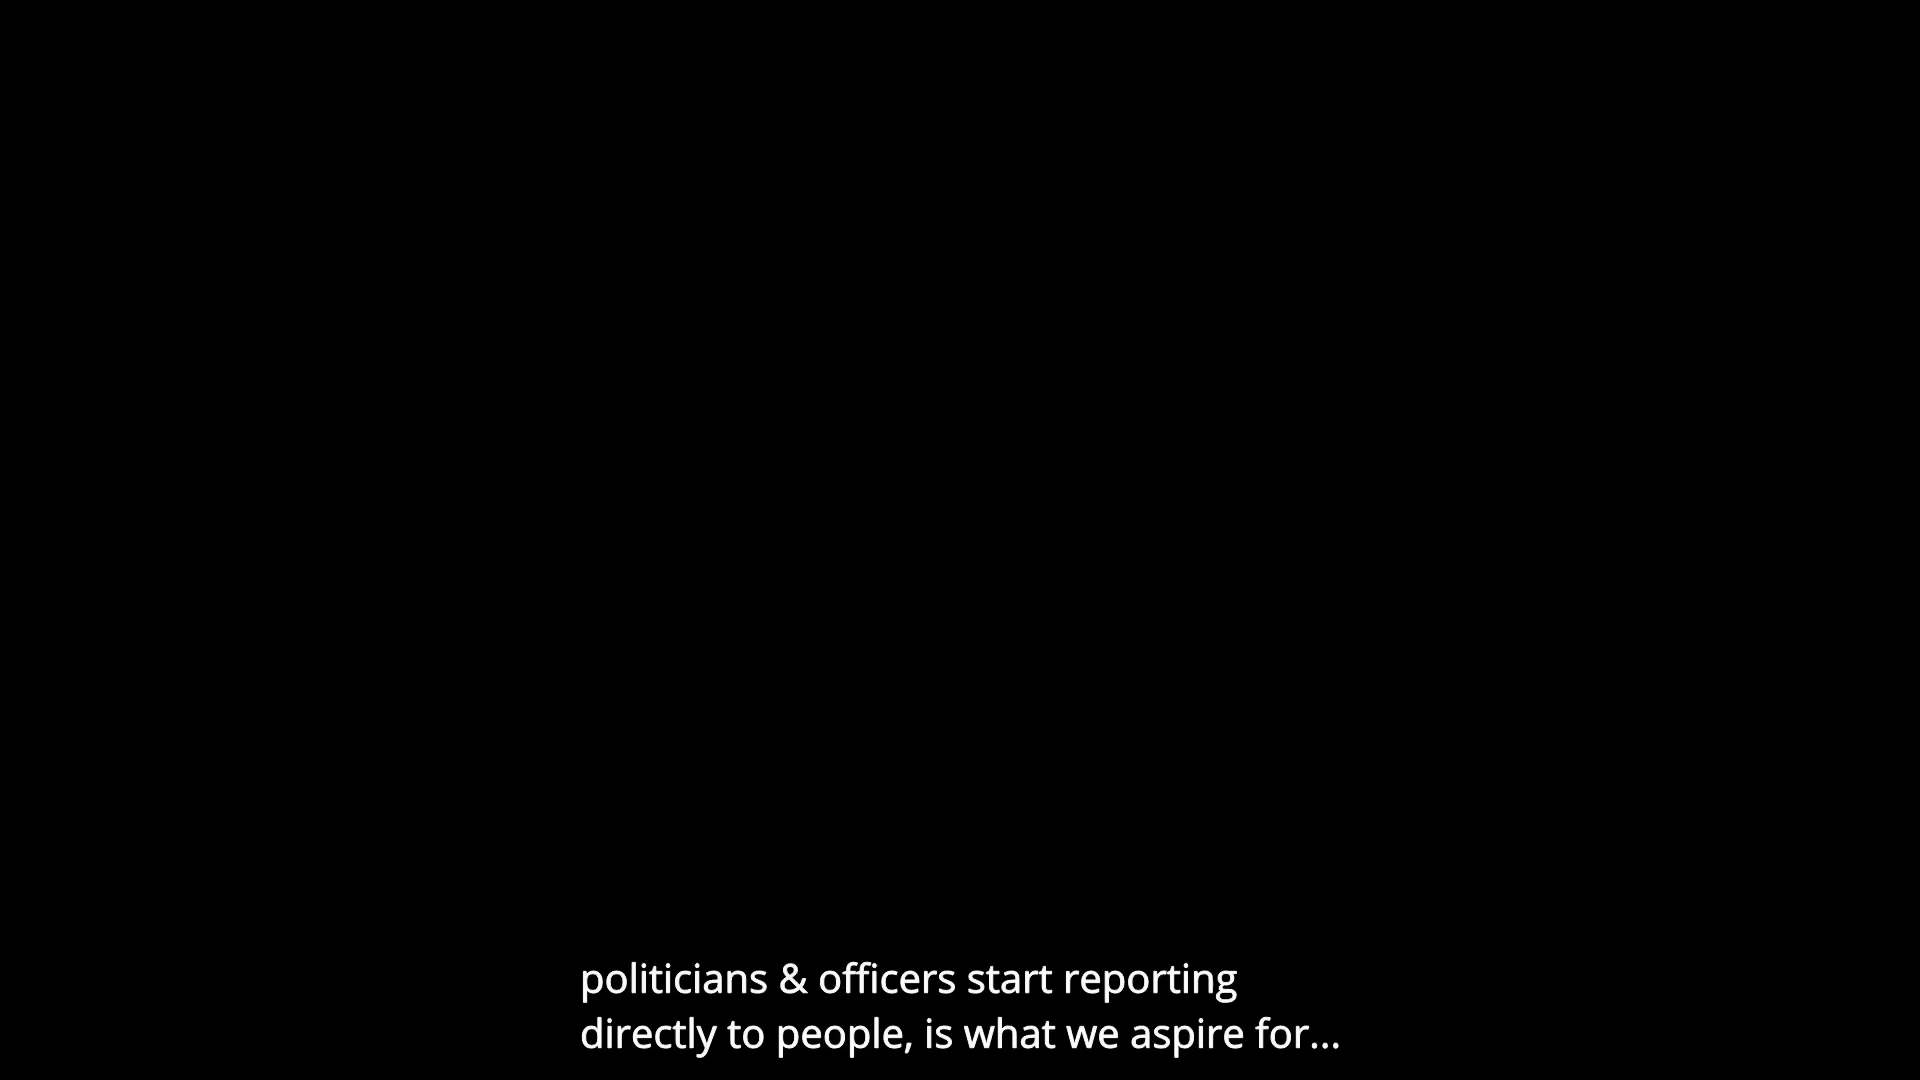 politicians & officers start reporting
directly to people, is what we aspire for...